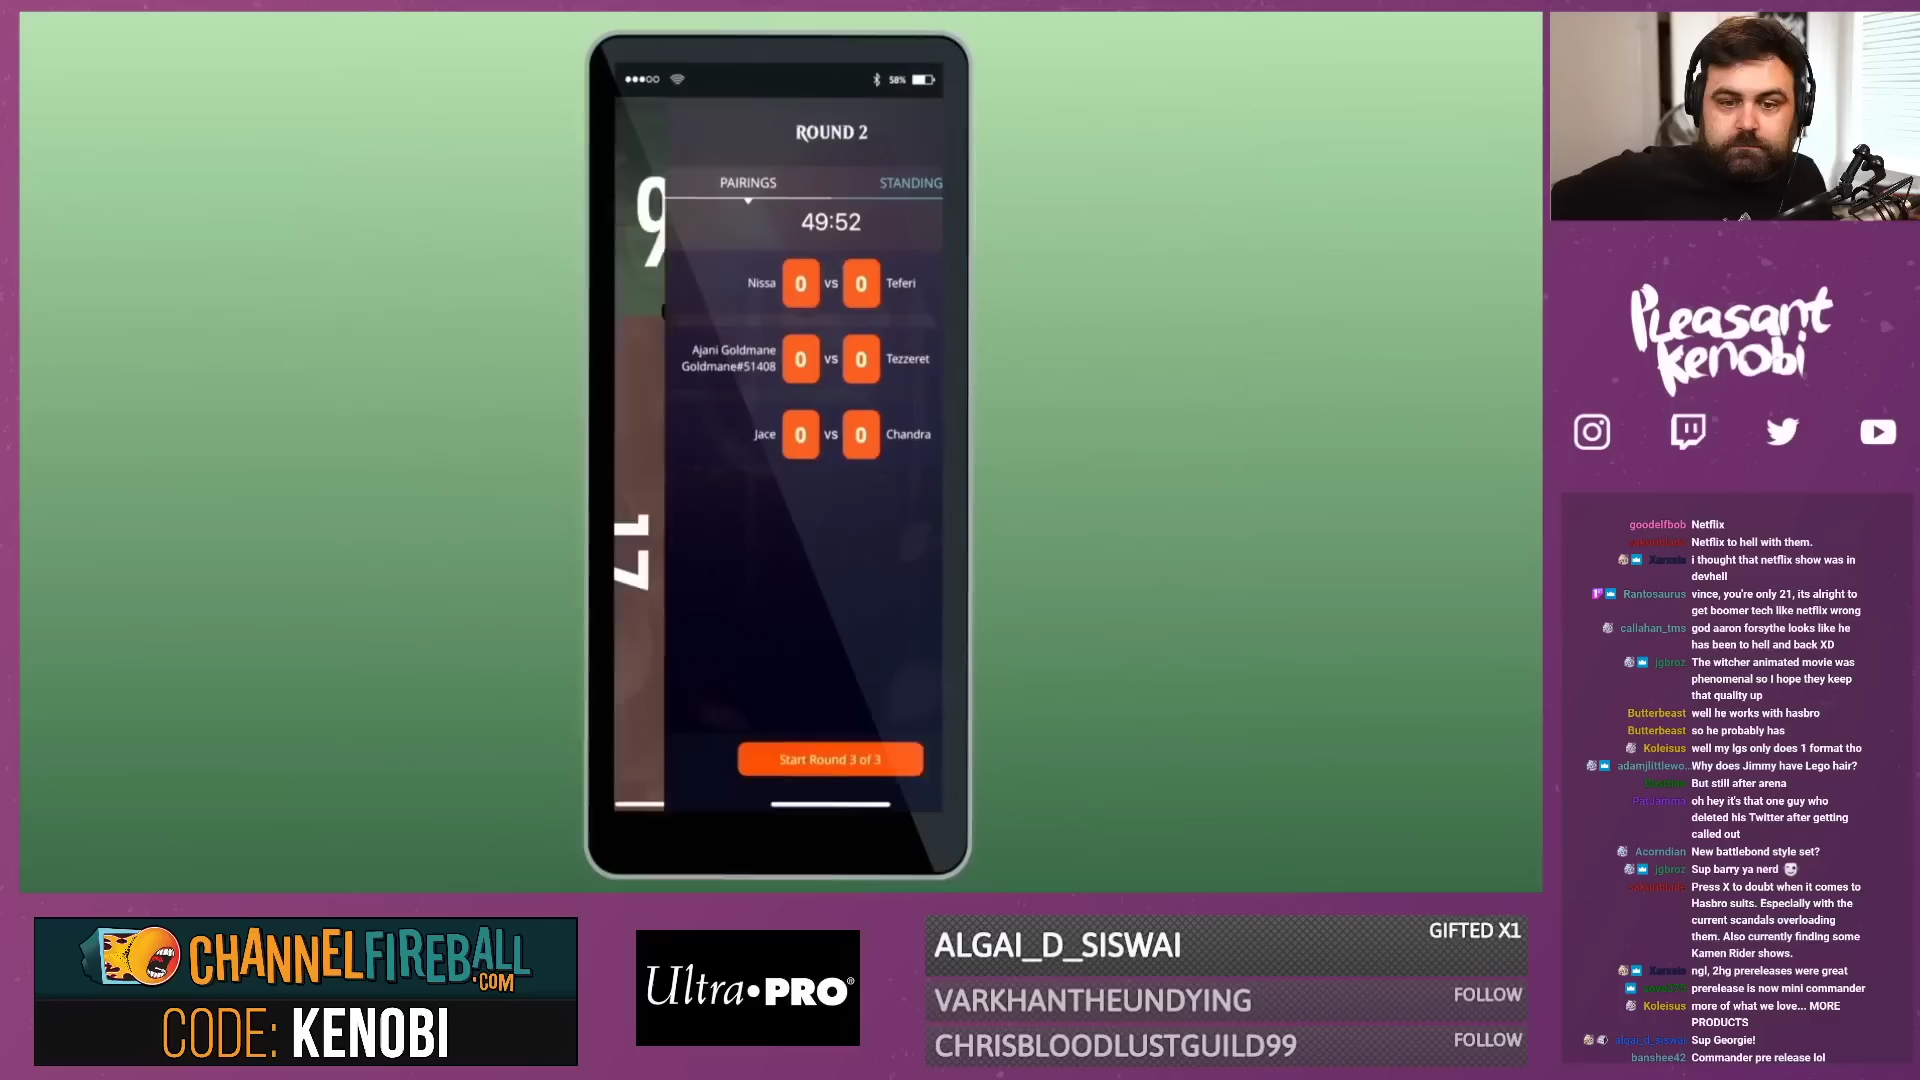 58%
ROUND 2
PAIRINGS
STANDING
49:52
Nissa 0 vs 0 Teferi
Ajani Goldmane
Goldmane#51408 0 vs 0 Tezzeret
Jace 0 vs 0 Chandra
17
Start Round 3 of 3
Pleasant
Kenobi
goodelfbob Netflix
Netflix to hell with them.
Xarxels i thought that netflix show was in
devhell
Rantosaurus vince, you're only 21, its alright to
get boomer tech like netflix wrong
callahan_tms god aaron forsythe looks like he
has been to hell and back XD
jgbroz The witcher animated movie was
phenomenal so I hope they keep
that quality up
Butterbeast well he works with hasbro
Butterbeast so he probably has
Koleisus well my lgs only does 1 format tho
adamjlittlewo... Why does Jimmy have Lego hair?
But still after arena
PatJamma oh hey it's that one guy who
deleted his Twitter after getting
called out
Acorndian New battlebond style set?
jgbroz Sup barry ya nerd
Press X to doubt when it comes to
Hasbro suits. Especially with the
current scandals overloading
them. Also currently finding some
Kamen Rider shows.
Xarxels ngl, 2hg prereleases were great
prerelease is now mini commander
Koleisus more of what we love... MORE
PRODUCTS
algai_d_siswai Sup Georgie!
banshee42 Commander pre release lol
CHANNELFIREBALL
.COM
CODE: KENOBI
Ultra•PRO®
ALGAI_D_SISWAI GIFTED X1
VARKHANTHEUNDYING FOLLOW
CHRISBLOODLUSTGUILD99 FOLLOW